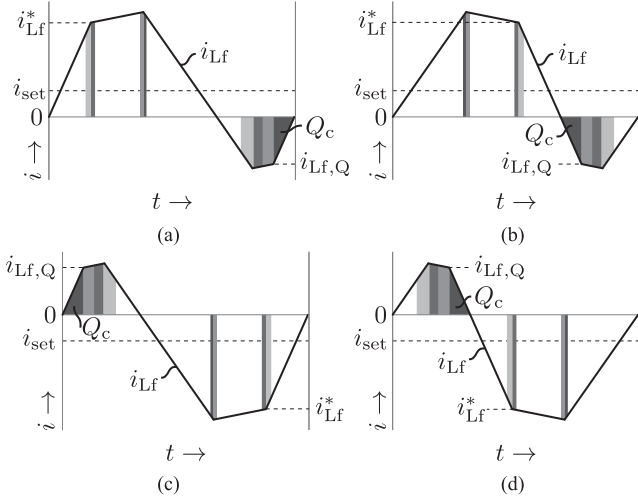 i*Lf
iLf
iset
0
Qc
iLf,Q
i →
t →
(a)
i*Lf
iLf
iset
0
Qc
iLf,Q
i →
t →
(b)
iLf,Q
0
Qc
iset
iLf
i*Lf
i →
t →
(c)
iLf,Q
0
Qc
iset
iLf
i*Lf
i →
t →
(d)